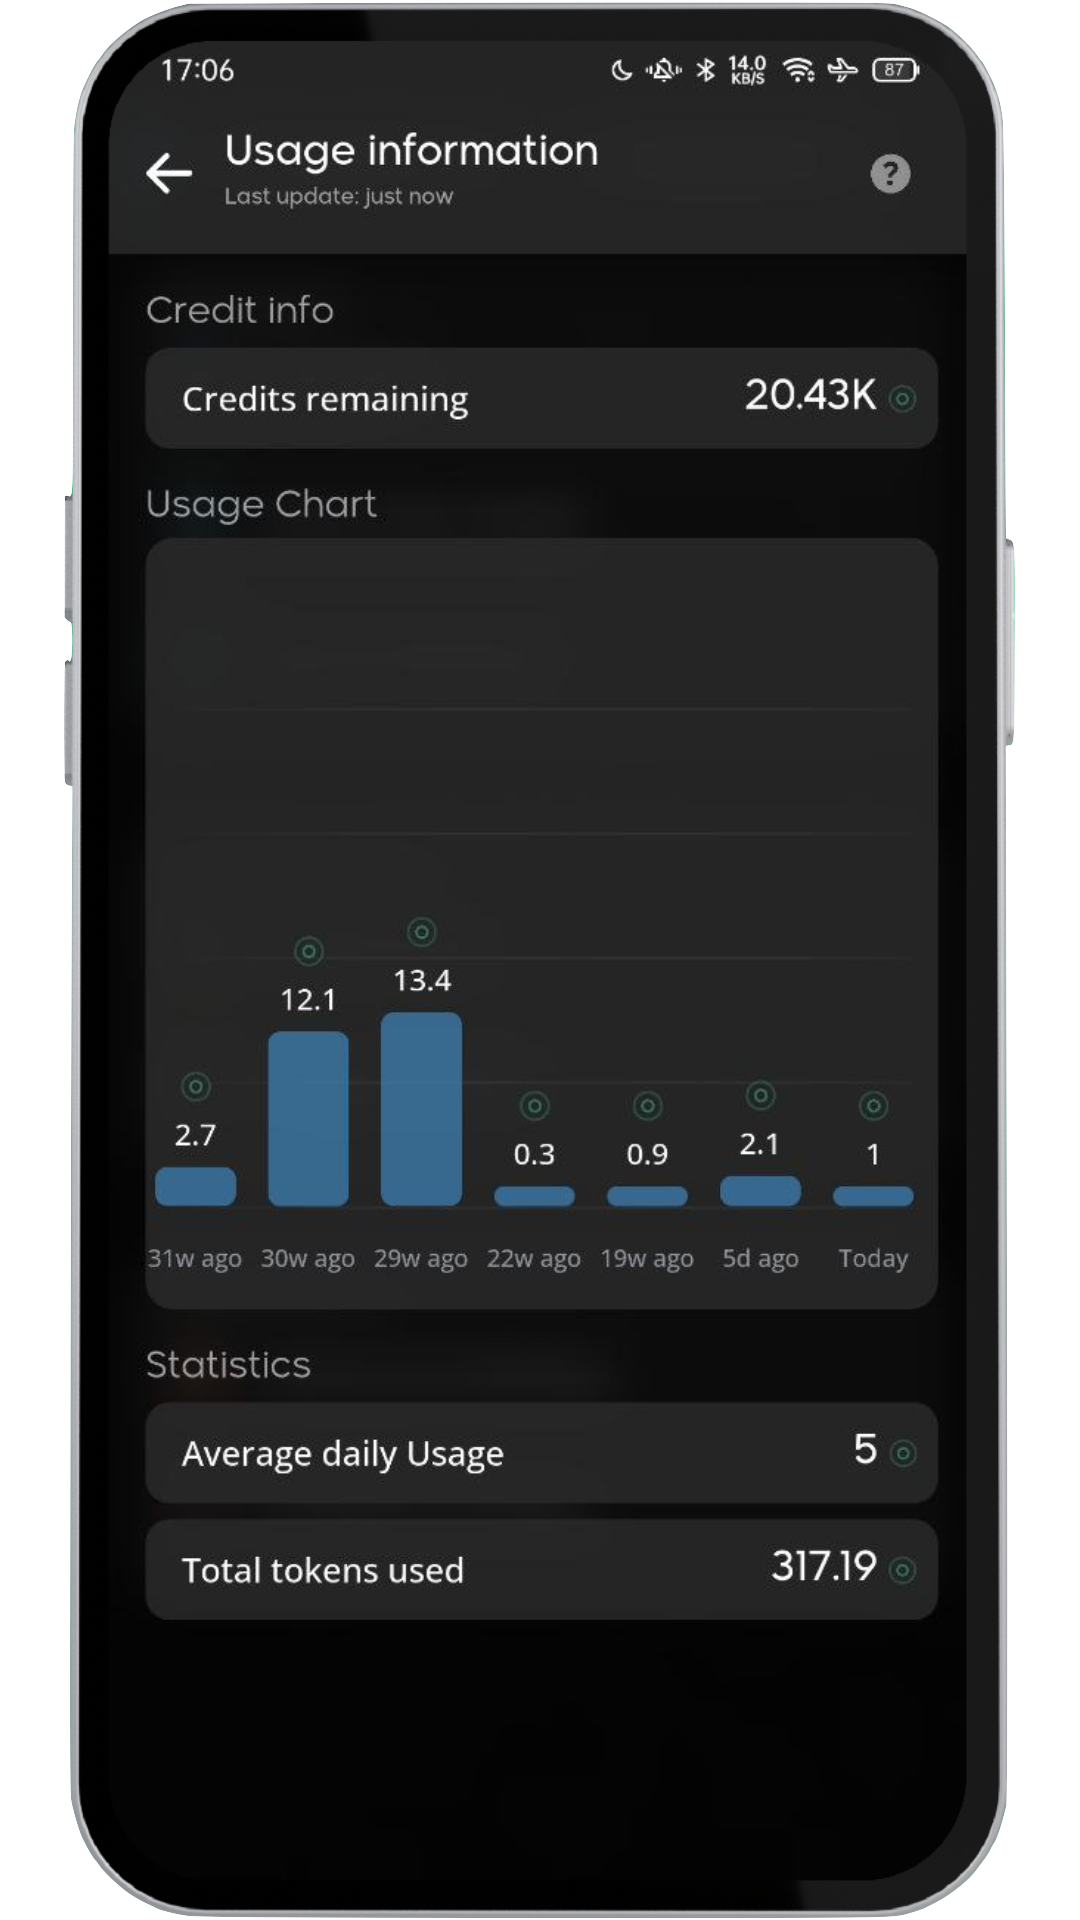 17:06
14.0
KB/S
87
Usage information
Last update: just now
?
Credit info
Credits remaining 20.43K
Usage Chart
2.7 12.1 13.4 0.3 0.9 2.1 1
31w ago 30w ago 29w ago 22w ago 19w ago 5d ago Today
Statistics
Average daily Usage 5
Total tokens used 317.19